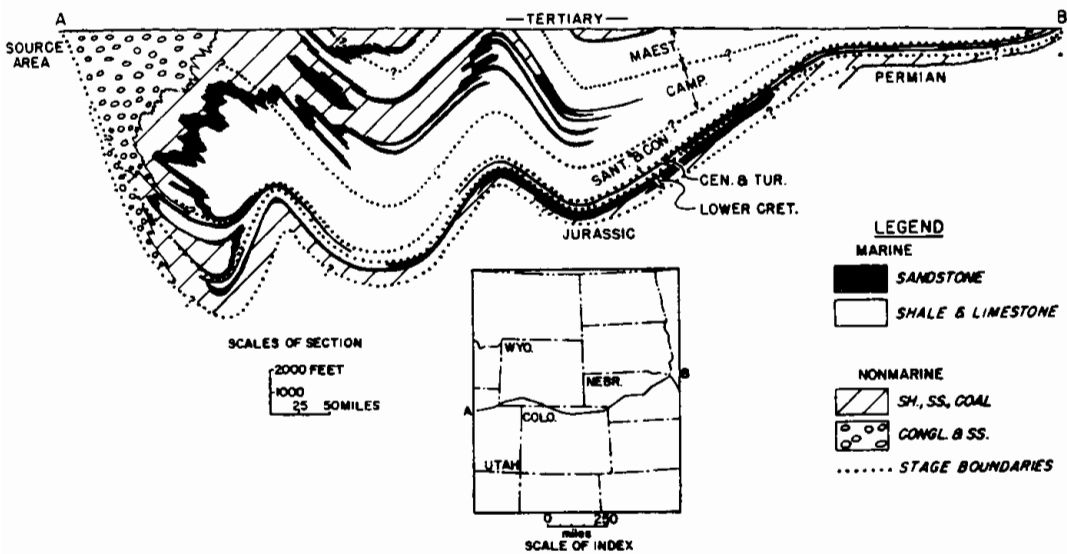 A
—TERTIARY—
B
SOURCE
AREA
MAEST.
?
?
CAMP.
PERMIAN
?
?
SANT. & CON.
CEN. & TUR.
LOWER CRET.
JURASSIC
?
?
LEGEND
MARINE
SANDSTONE
SHALE & LIMESTONE
NONMARINE
SH., SS., COAL
CONGL. & SS.
STAGE BOUNDARIES
SCALES OF SECTION
2000 FEET
1000
25 50 MILES
WYO.
NEBR.
B
A
COLO.
UTAH
0 250
miles
SCALE OF INDEX